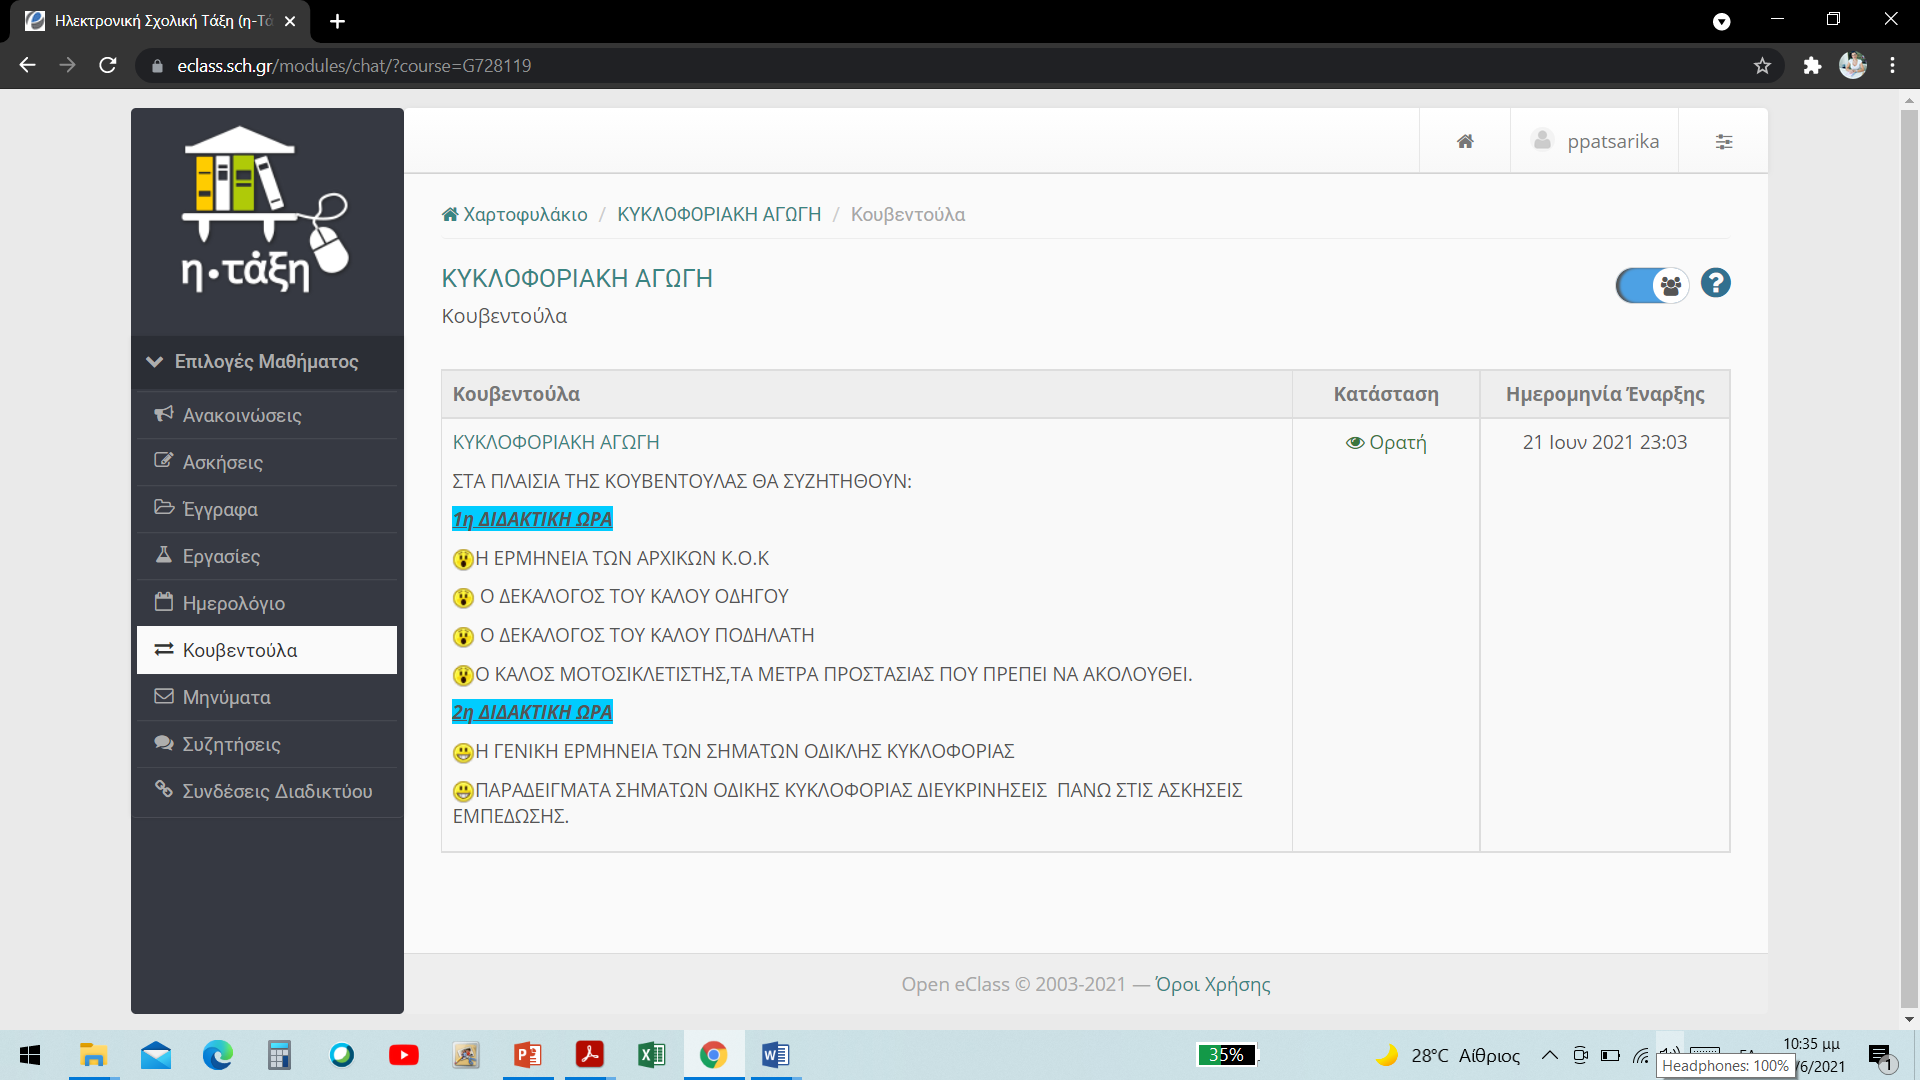 Ηλεκτρονική Σχολική Τάξη (η-Τά
eclass.sch.gr/modules/chat/?course=G728119
η•τάξη
ppatsarika
Χαρτοφυλάκιο / ΚΥΚΛΟΦΟΡΙΑΚΗ ΑΓΩΓΗ / Κουβεντούλα
ΚΥΚΛΟΦΟΡΙΑΚΗ ΑΓΩΓΗ
Κουβεντούλα
Επιλογές Μαθήματος
Ανακοινώσεις
Ασκήσεις
Έγγραφα
Εργασίες
Ημερολόγιο
Κουβεντούλα
Μηνύματα
Συζητήσεις
Συνδέσεις Διαδικτύου
Κουβεντούλα Κατάσταση Ημερομηνία Έναρξης
ΚΥΚΛΟΦΟΡΙΑΚΗ ΑΓΩΓΗ Ορατή 21 Ιουν 2021 23:03
ΣΤΑ ΠΛΑΙΣΙΑ ΤΗΣ ΚΟΥΒΕΝΤΟΥΛΑΣ ΘΑ ΣΥΖΗΤΗΘΟΥΝ:
1η ΔΙΔΑΚΤΙΚΗ ΩΡΑ
Η ΕΡΜΗΝΕΙΑ ΤΩΝ ΑΡΧΙΚΩΝ Κ.Ο.Κ
Ο ΔΕΚΑΛΟΓΟΣ ΤΟΥ ΚΑΛΟΥ ΟΔΗΓΟΥ
Ο ΔΕΚΑΛΟΓΟΣ ΤΟΥ ΚΑΛΟΥ ΠΟΔΗΛΑΤΗ
Ο ΚΑΛΟΣ ΜΟΤΟΣΙΚΛΕΤΙΣΤΗΣ,ΤΑ ΜΕΤΡΑ ΠΡΟΣΤΑΣΙΑΣ ΠΟΥ ΠΡΕΠΕΙ ΝΑ ΑΚΟΛΟΥΘΕΙ.
2η ΔΙΔΑΚΤΙΚΗ ΩΡΑ
Η ΓΕΝΙΚΗ ΕΡΜΗΝΕΙΑ ΤΩΝ ΣΗΜΑΤΩΝ ΟΔΙΚΛΗΣ ΚΥΚΛΟΦΟΡΙΑΣ
ΠΑΡΑΔΕΙΓΜΑΤΑ ΣΗΜΑΤΩΝ ΟΔΙΚΗΣ ΚΥΚΛΟΦΟΡΙΑΣ ΔΙΕΥΚΡΙΝΗΣΕΙΣ ΠΑΝΩ ΣΤΙΣ ΑΣΚΗΣΕΙΣ
ΕΜΠΕΔΩΣΗΣ.
Open eClass © 2003-2021 — Όροι Χρήσης
35%
28°C Αίθριος
10:35 μμ
/6/2021
1
Headphones: 100%